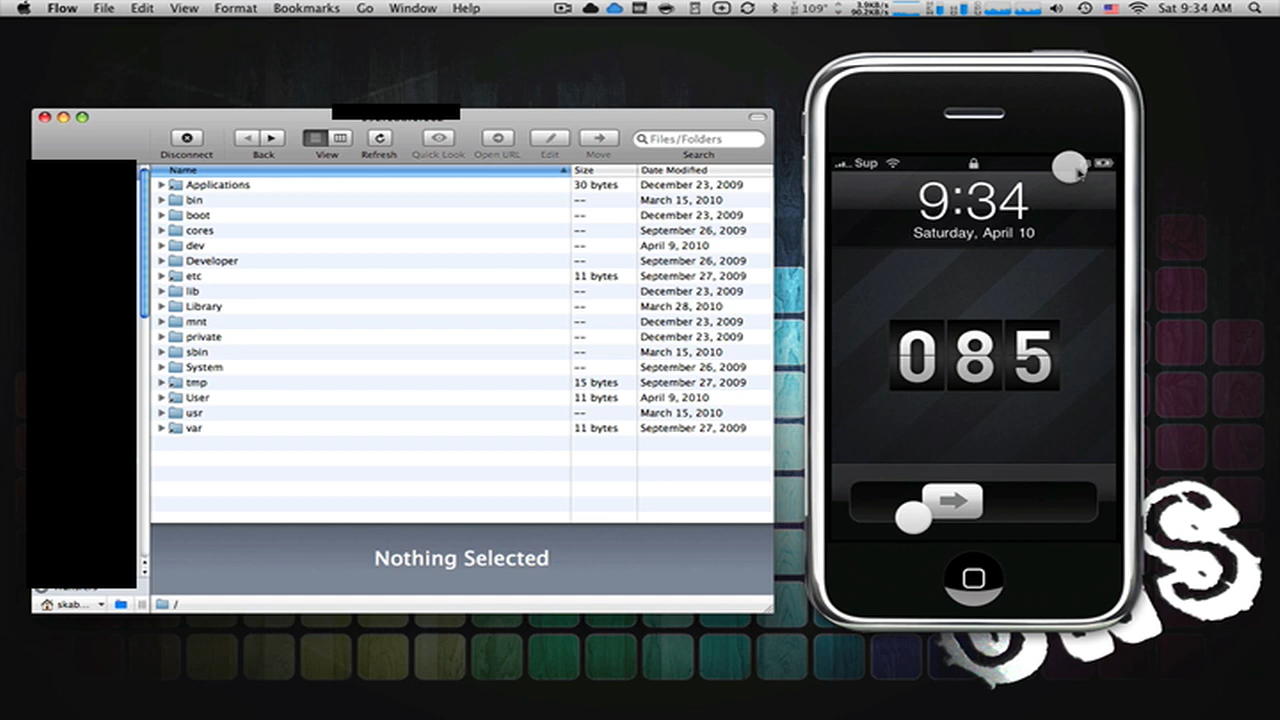 Flow File Edit View Format Bookmarks Go Window Help
109° 3.9KB/s 90.2KB/s Sat 9:34 AM
Disconnect Back View Refresh Quick Look Open URL Edit Move Search
Files/Folders
Name Size Date Modified
Applications 30 bytes December 23, 2009
bin -- March 15, 2010
boot -- December 23, 2009
cores -- September 26, 2009
dev -- April 9, 2010
Developer -- September 26, 2009
etc 11 bytes September 27, 2009
lib -- December 23, 2009
Library -- March 28, 2010
mnt -- December 23, 2009
private -- December 23, 2009
sbin -- March 15, 2010
System -- September 26, 2009
tmp 15 bytes September 27, 2009
User 11 bytes April 9, 2010
usr -- March 15, 2010
var 11 bytes September 27, 2009
Nothing Selected
skab... /
Sup
9:34
Saturday, April 10
085